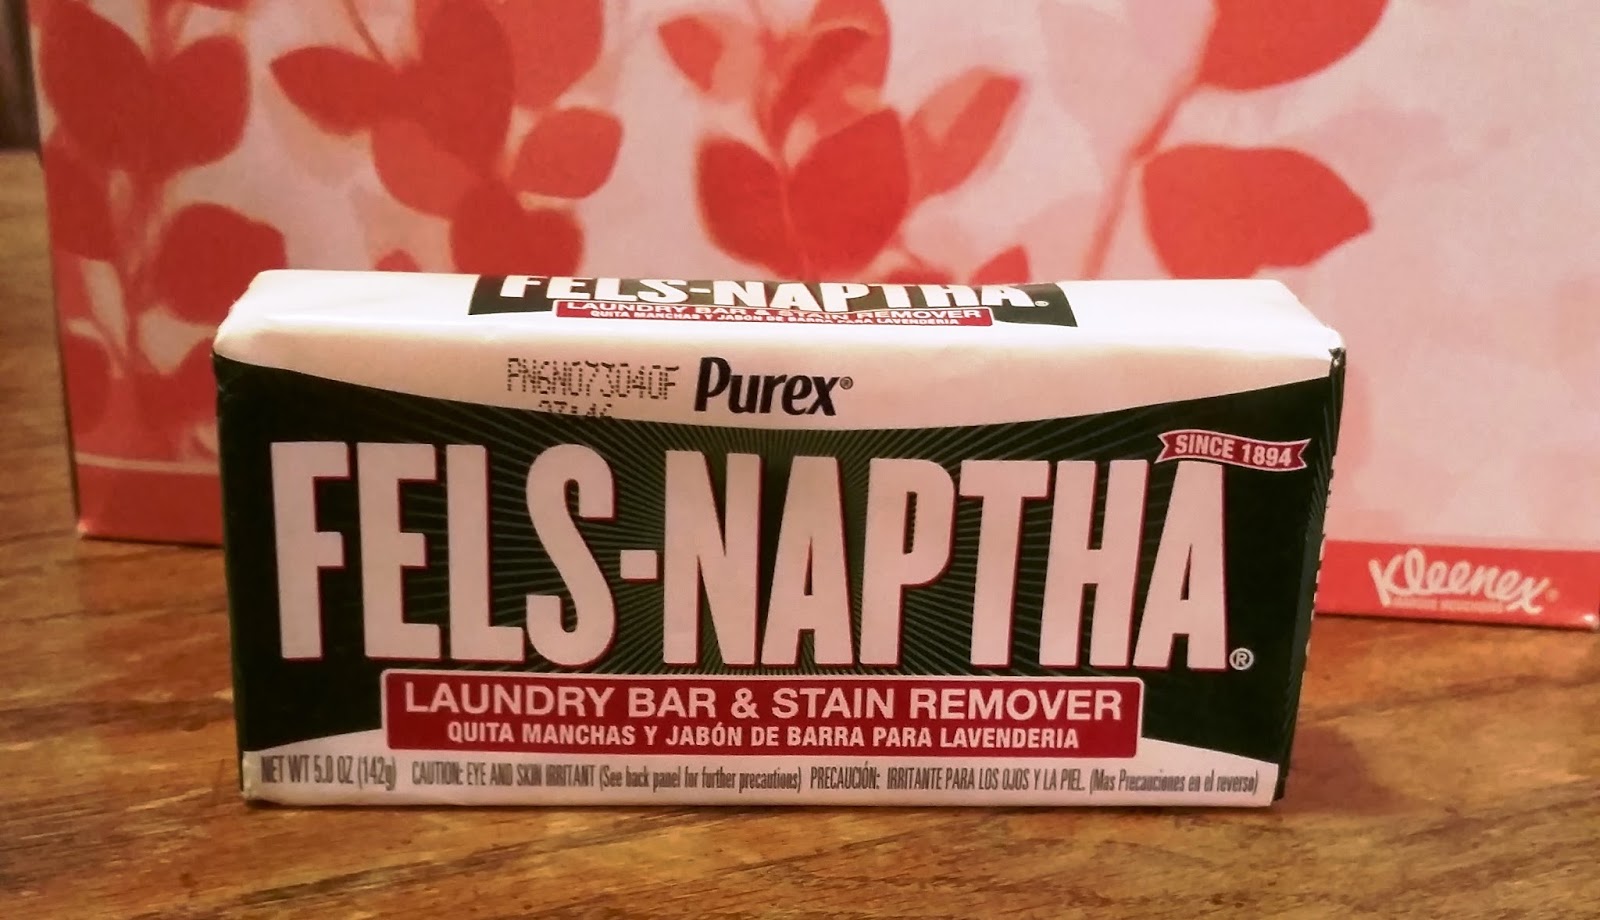 FELS-NAPTHA®
LAUNDRY BAR & STAIN REMOVER
QUITA MANCHAS Y JABÓN DE BARRA PARA LAVENDERIA
PN6N073040F
Purex®
SINCE 1894
FELS-NAPTHA®
LAUNDRY BAR & STAIN REMOVER
QUITA MANCHAS Y JABÓN DE BARRA PARA LAVENDERIA
NET WT 5.0 OZ (142g) CAUTION: EYE AND SKIN IRRITANT (See back panel for further precautions) PRECAUCIÓN: IRRITANTE PARA LOS OJOS Y LA PIEL. (Mas Precauciones en el reverso)
Kleenex®